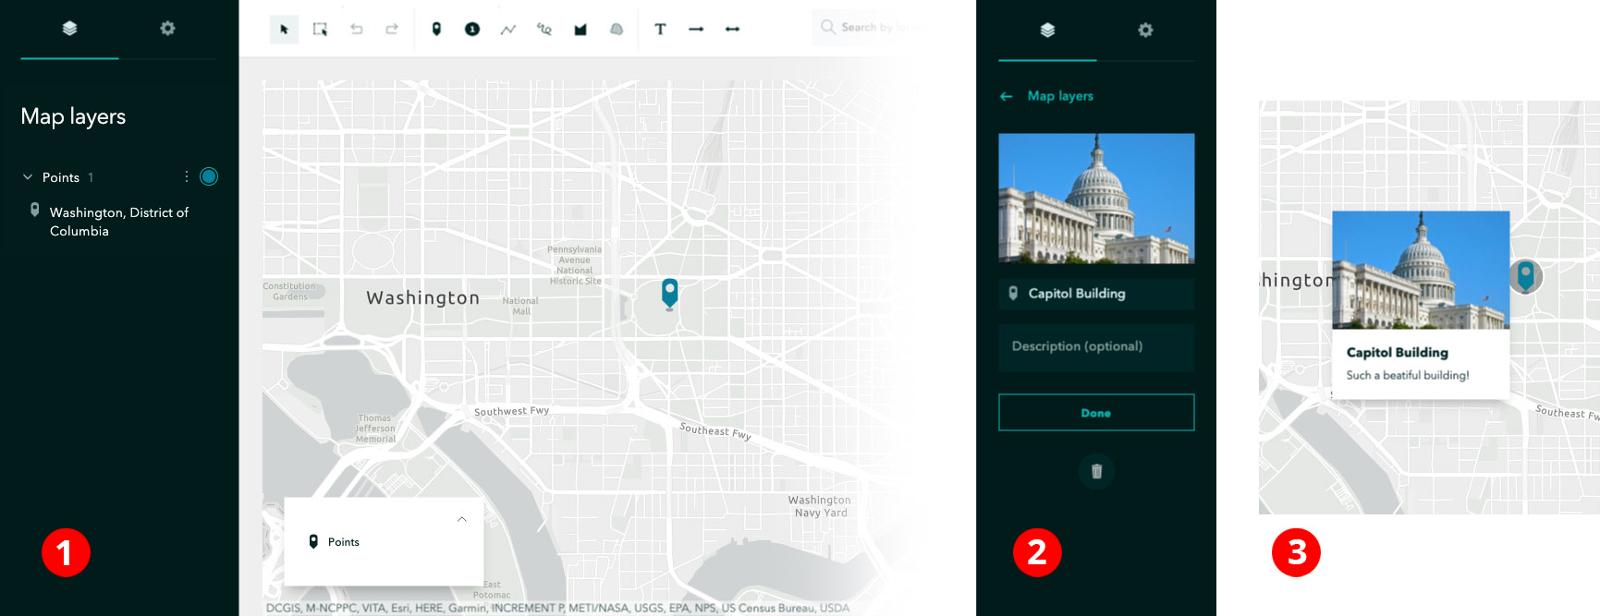 Search by
Map layers
Points 1
Washington, District of
Columbia
Pennsylvania
Avenue
National
Historic Site
Constitution
Gardens
Washington
National
Mall
Southwest Fwy
Thomas
Jefferson
Memorial
Southeast Fwy
Washington
Navy Yard
Points
East
Potomac
DCGIS, M-NCPPC, VITA, Esri, HERE, Garmin, INCREMENT P, METI/NASA, USGS, EPA, NPS, US Census Bureau, USDA
1
Map layers
Capitol Building
Description (optional)
Done
2
hington
Capitol Building
Such a beatiful building!
Southeast Fw
3